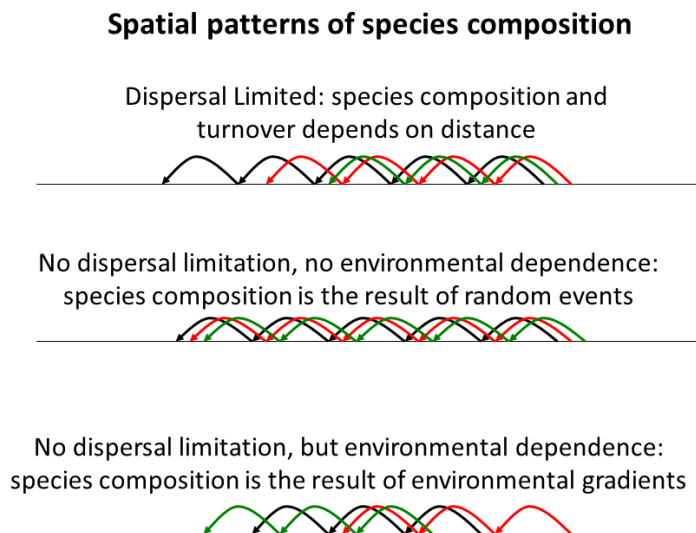 Spatial patterns of species composition
Dispersal Limited: species composition and
turnover depends on distance
No dispersal limitation, no environmental dependence:
species composition is the result of random events
No dispersal limitation, but environmental dependence:
species composition is the result of environmental gradients